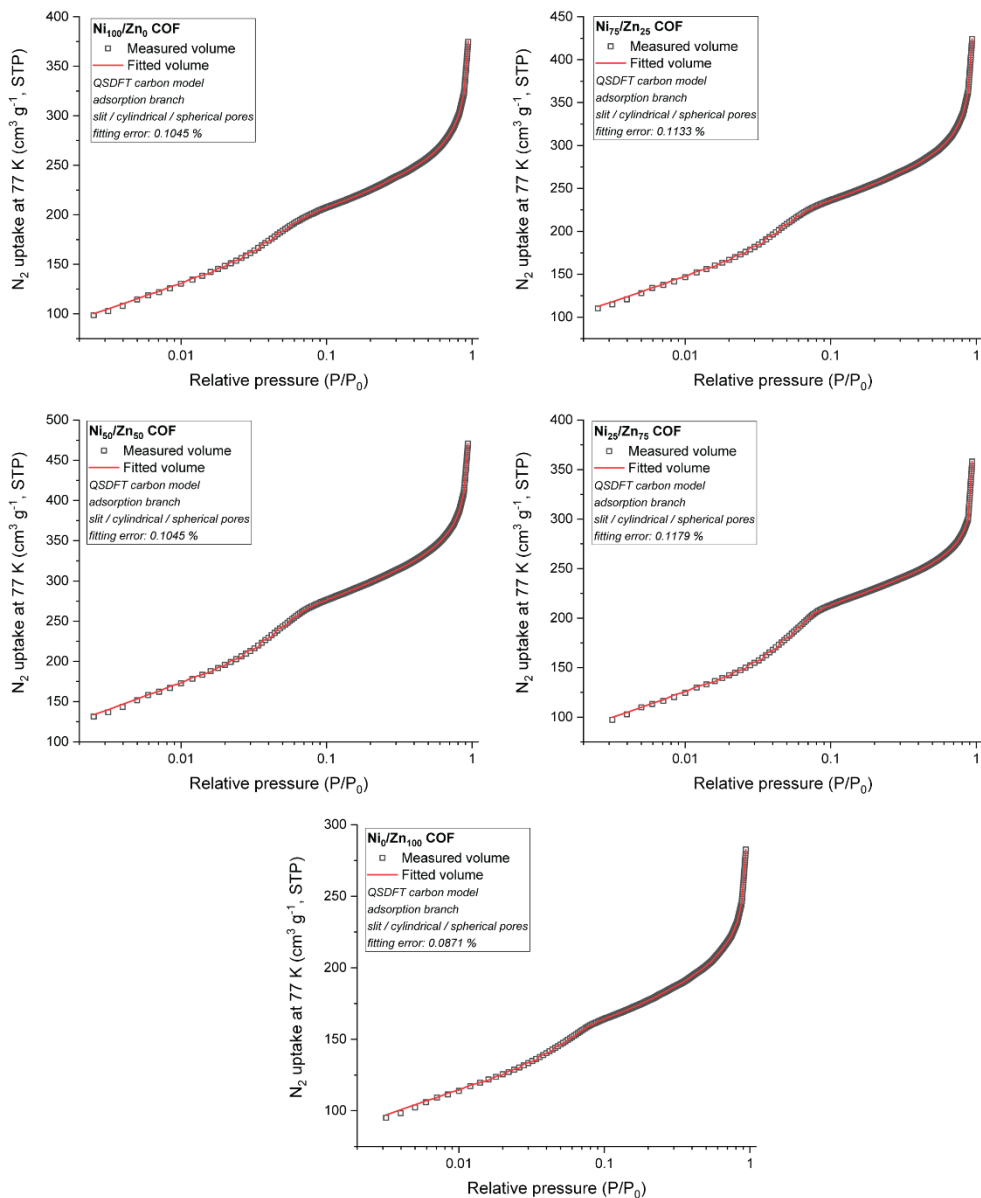 Ni₁₀₀/Zn₀ COF
Measured volume
Fitted volume
QSDFT carbon model
adsorption branch
slit / cylindrical / spherical pores
fitting error: 0.1045 %
400
350
300
250
200
150
100
N₂ uptake at 77 K (cm³ g⁻¹, STP)
0.01
0.1
1
Relative pressure (P/P₀)
Ni₇₅/Zn₂₅ COF
Measured volume
Fitted volume
QSDFT carbon model
adsorption branch
slit / cylindrical / spherical pores
fitting error: 0.1133 %
450
400
350
300
250
200
150
100
N₂ uptake at 77 K (cm³ g⁻¹, STP)
0.01
0.1
1
Relative pressure (P/P₀)
Ni₅₀/Zn₅₀ COF
Measured volume
Fitted volume
QSDFT carbon model
adsorption branch
slit / cylindrical / spherical pores
fitting error: 0.1045 %
500
450
400
350
300
250
200
150
100
N₂ uptake at 77 K (cm³ g⁻¹, STP)
0.01
0.1
1
Relative pressure (P/P₀)
Ni₂₅/Zn₇₅ COF
Measured volume
Fitted volume
QSDFT carbon model
adsorption branch
slit / cylindrical / spherical pores
fitting error: 0.1179 %
400
350
300
250
200
150
100
N₂ uptake at 77 K (cm³ g⁻¹, STP)
0.01
0.1
1
Relative pressure (P/P₀)
Ni₀/Zn₁₀₀ COF
Measured volume
Fitted volume
QSDFT carbon model
adsorption branch
slit / cylindrical / spherical pores
fitting error: 0.0871 %
300
250
200
150
100
N₂ uptake at 77 K (cm³ g⁻¹, STP)
0.01
0.1
1
Relative pressure (P/P₀)